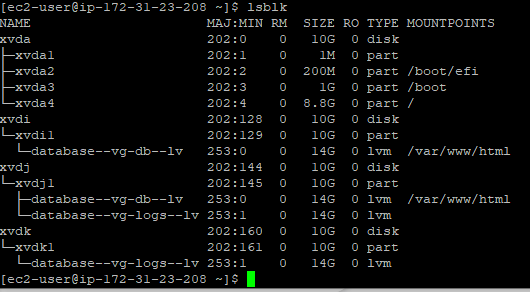 [ec2-user@ip-172-31-23-208 ~]$ lsblk
NAME                      MAJ:MIN RM  SIZE RO TYPE MOUNTPOINTS
xvda                      202:0    0   10G  0 disk
├─xvda1                   202:1    0    1M  0 part
├─xvda2                   202:2    0  200M  0 part /boot/efi
├─xvda3                   202:3    0    1G  0 part /boot
└─xvda4                   202:4    0  8.8G  0 part /
xvdi                      202:128  0   10G  0 disk
└─xvdi1                   202:129  0   10G  0 part
  └─database--vg-db--lv   253:0    0   14G  0 lvm  /var/www/html
xvdj                      202:144  0   10G  0 disk
└─xvdj1                   202:145  0   10G  0 part
  ├─database--vg-db--lv   253:0    0   14G  0 lvm  /var/www/html
  └─database--vg-logs--lv 253:1    0   14G  0 lvm
xvdk                      202:160  0   10G  0 disk
└─xvdk1                   202:161  0   10G  0 part
  └─database--vg-logs--lv 253:1    0   14G  0 lvm
[ec2-user@ip-172-31-23-208 ~]$